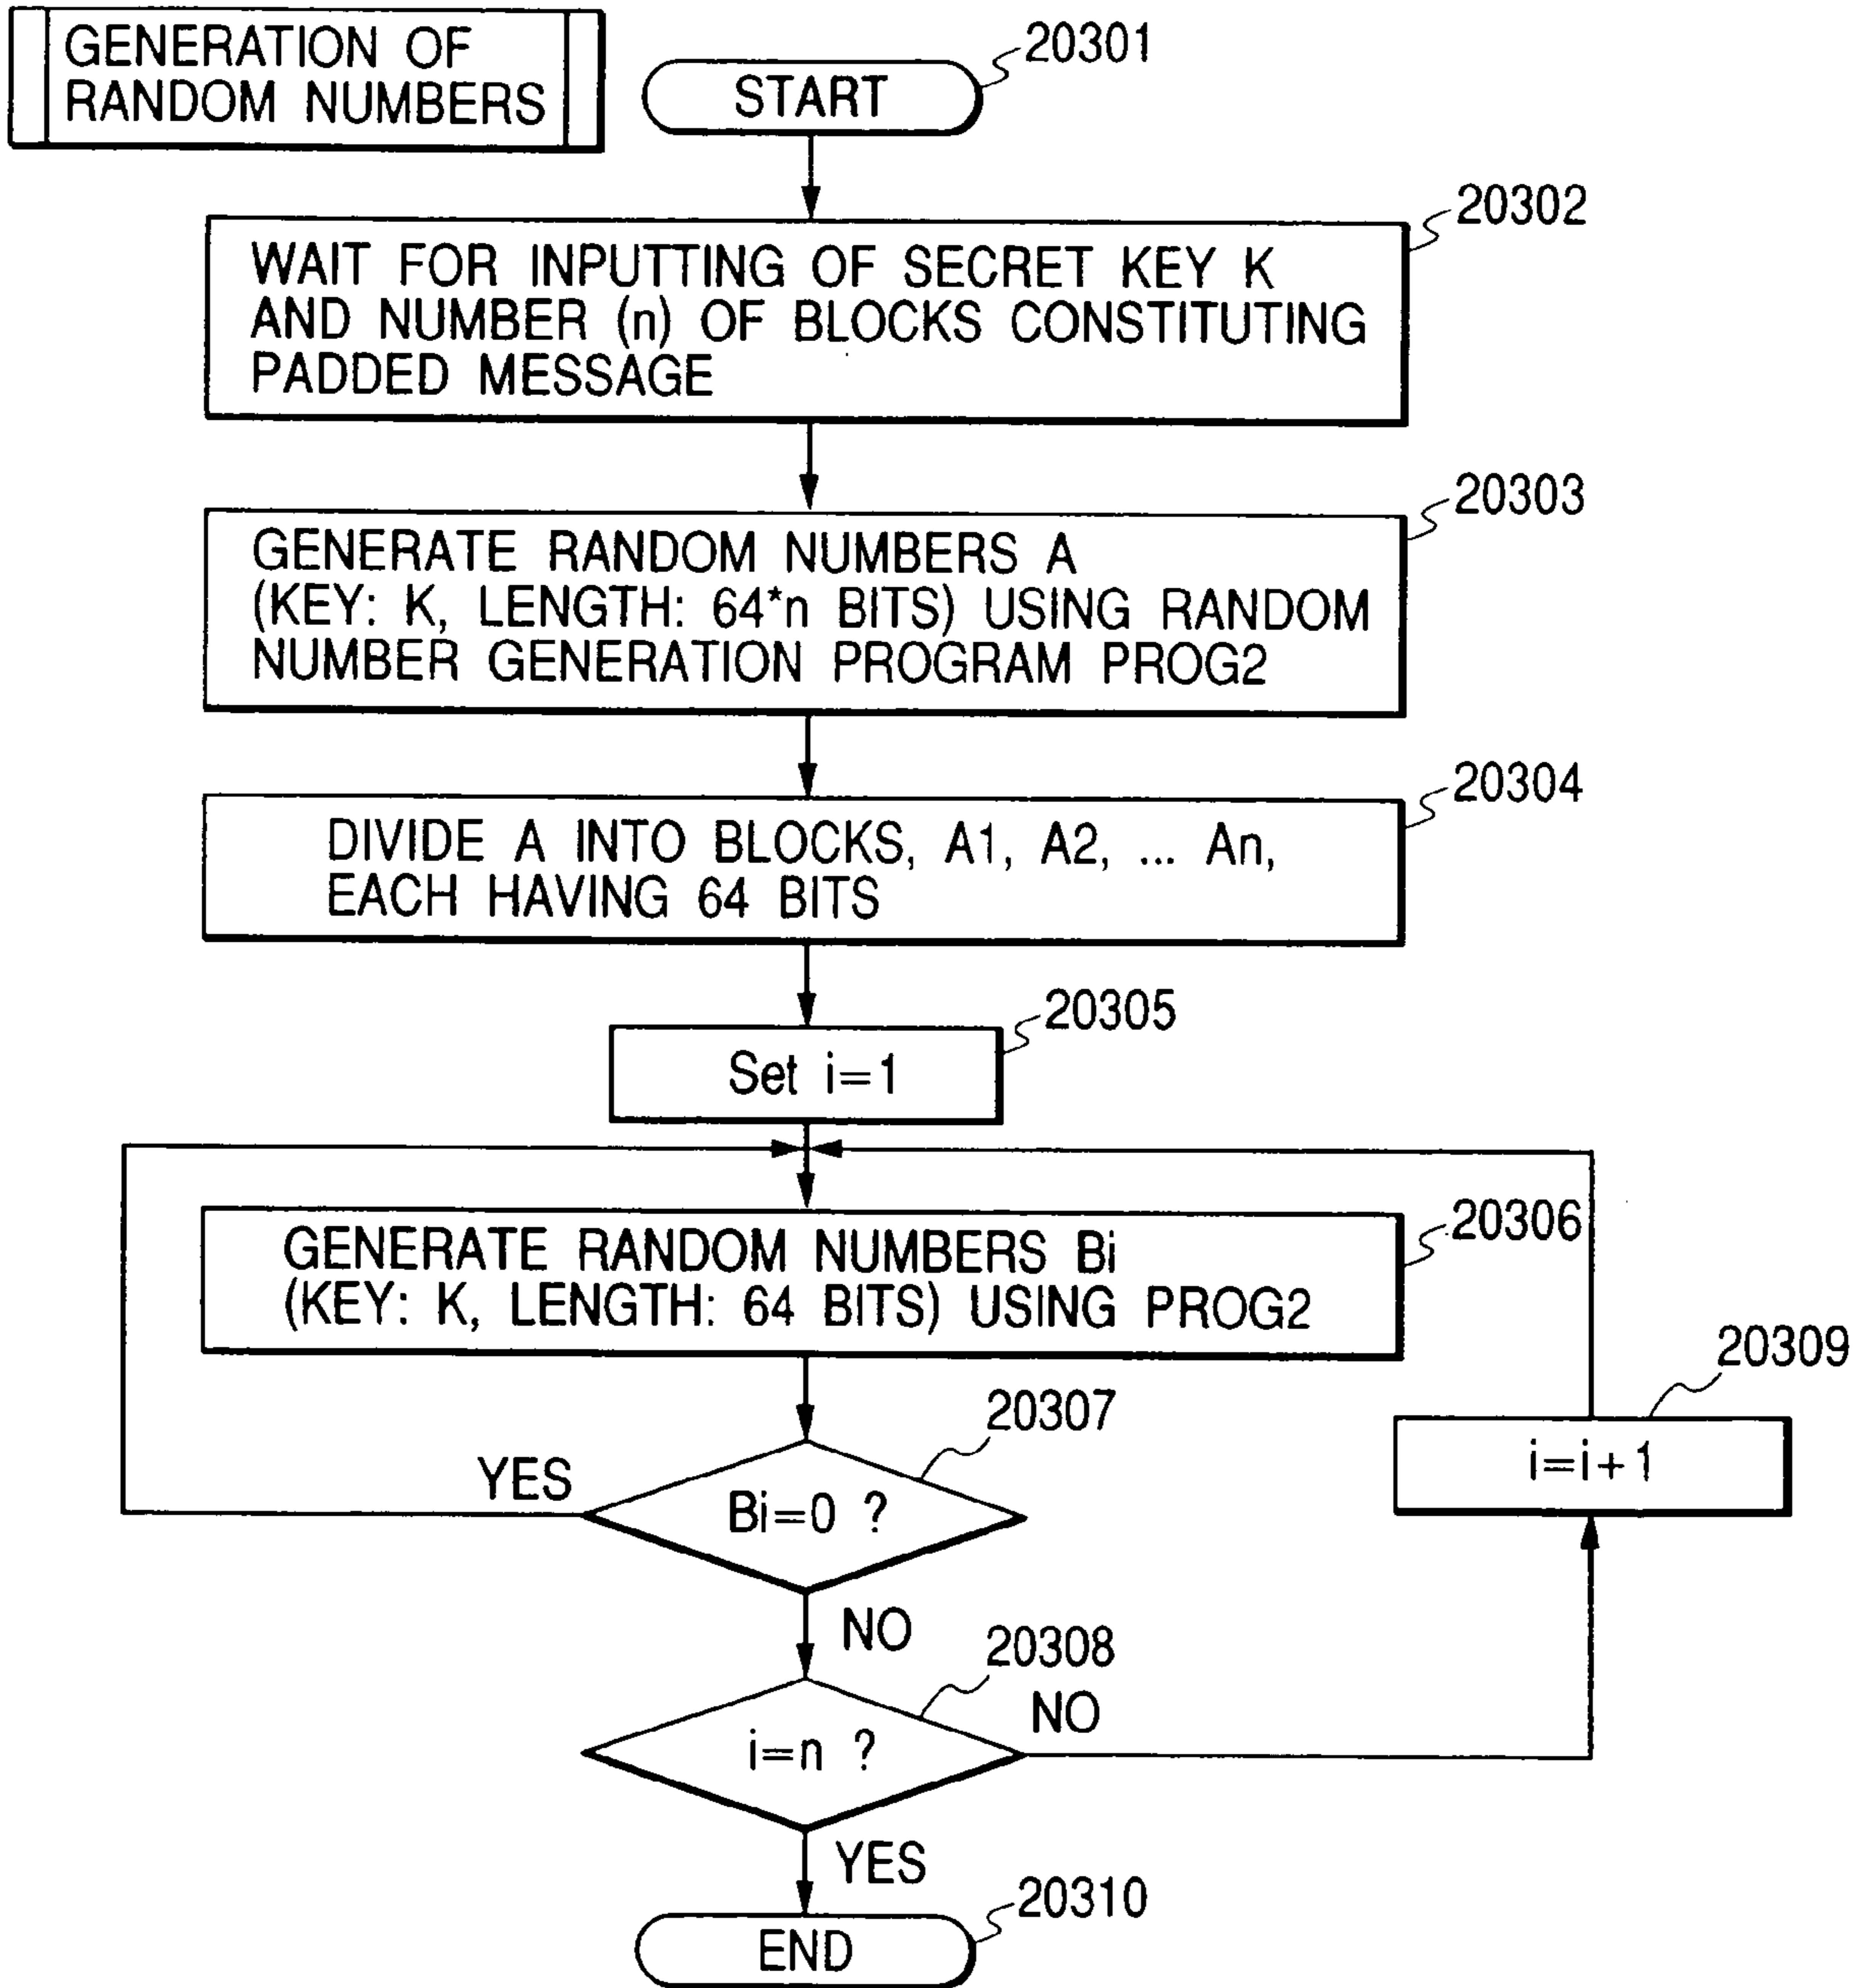 GENERATION OF
RANDOM NUMBERS
START
20301
20302
WAIT FOR INPUTTING OF SECRET KEY K
AND NUMBER (n) OF BLOCKS CONSTITUTING
PADDED MESSAGE
20303
GENERATE RANDOM NUMBERS A
(KEY: K, LENGTH: 64*n BITS) USING RANDOM
NUMBER GENERATION PROGRAM PROG2
20304
DIVIDE A INTO BLOCKS, A1, A2, ... An,
EACH HAVING 64 BITS
20305
Set i=1
20306
GENERATE RANDOM NUMBERS Bi
(KEY: K, LENGTH: 64 BITS) USING PROG2
20307
YES
Bi=0 ?
20309
i=i+1
NO
20308
i=n ?
NO
YES
20310
END